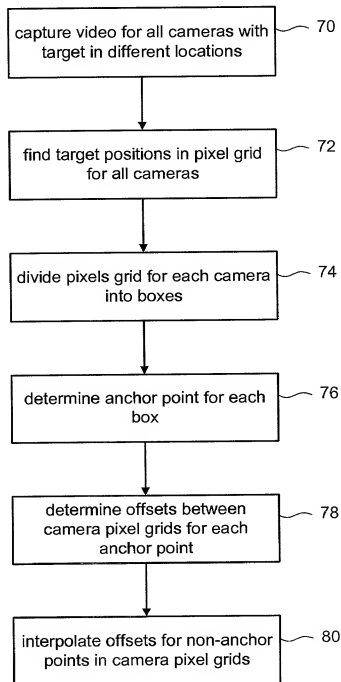 capture video for all cameras with
target in different locations
70
find target positions in pixel grid
for all cameras
72
divide pixels grid for each camera
into boxes
74
determine anchor point for each
box
76
determine offsets between
camera pixel grids for each
anchor point
78
interpolate offsets for non-anchor
points in camera pixel grids
80